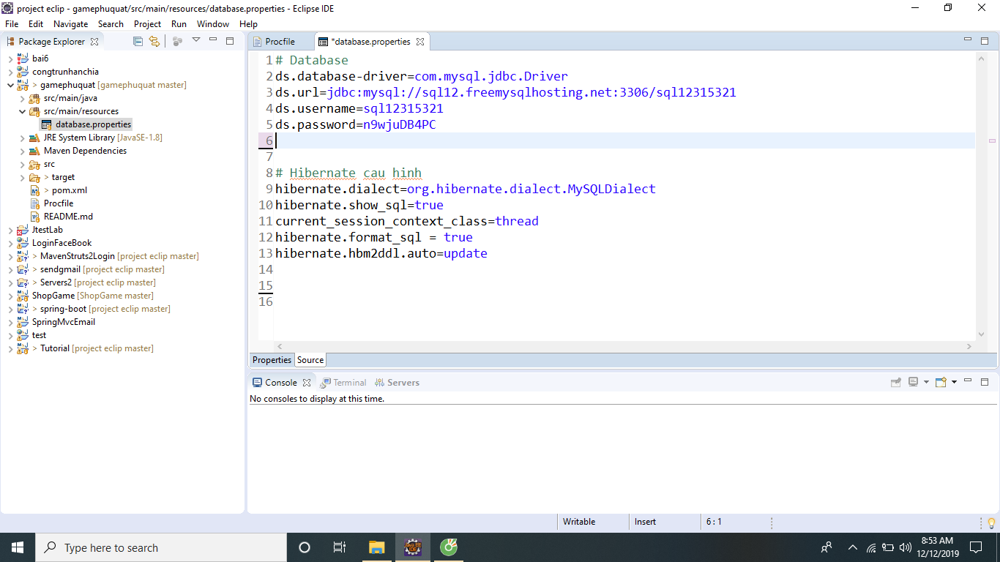 project eclip - gamephuquat/src/main/resources/database.properties - Eclipse IDE
File Edit Navigate Search Project Run Window Help
Package Explorer
bai6
congtrunhanchia
> gamephuquat [gamephuquat master]
src/main/java
src/main/resources
database.properties
JRE System Library [JavaSE-1.8]
Maven Dependencies
src
> target
> pom.xml
Procfile
README.md
JtestLab
LoginFaceBook
> MavenStruts2Login [project eclip master]
> sendgmail [project eclip master]
> Servers2 [project eclip master]
ShopGame [ShopGame master]
> spring-boot [project eclip master]
SpringMvcEmail
test
> Tutorial [project eclip master]
Procfile *database.properties
1 # Database
2 ds.database-driver=com.mysql.jdbc.Driver
3 ds.url=jdbc:mysql://sql12.freemysqlhosting.net:3306/sql12315321
4 ds.username=sql12315321
5 ds.password=n9wjuDB4PC
6
7
8 # Hibernate cau hinh
9 hibernate.dialect=org.hibernate.dialect.MySQLDialect
10 hibernate.show_sql=true
11 current_session_context_class=thread
12 hibernate.format_sql = true
13 hibernate.hbm2ddl.auto=update
14
15
16
Properties Source
Console Terminal Servers
No consoles to display at this time.
Writable Insert 6 : 1
Type here to search
JAVA EE IDE
8:53 AM
12/12/2019